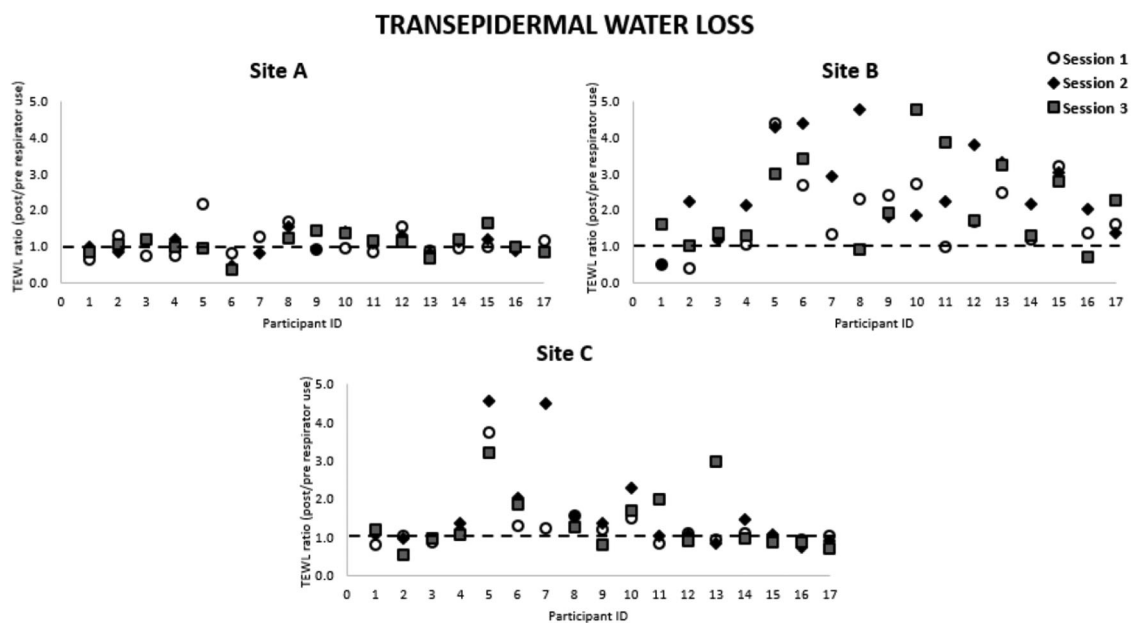 TRANSEPIDERMAL WATER LOSS
Site A
TEWL ratio (post/pre respirator use)
5.0
4.0
3.0
2.0
1.0
0.0
0 1 2 3 4 5 6 7 8 9 10 11 12 13 14 15 16 17
Participant ID
Site B
TEWL ratio (post/pre respirator use)
5.0
4.0
3.0
2.0
1.0
0.0
0 1 2 3 4 5 6 7 8 9 10 11 12 13 14 15 16 17
Participant ID
Session 1
Session 2
Session 3
Site C
TEWL ratio (post/pre respirator use)
5.0
4.0
3.0
2.0
1.0
0.0
0 1 2 3 4 5 6 7 8 9 10 11 12 13 14 15 16 17
Participant ID